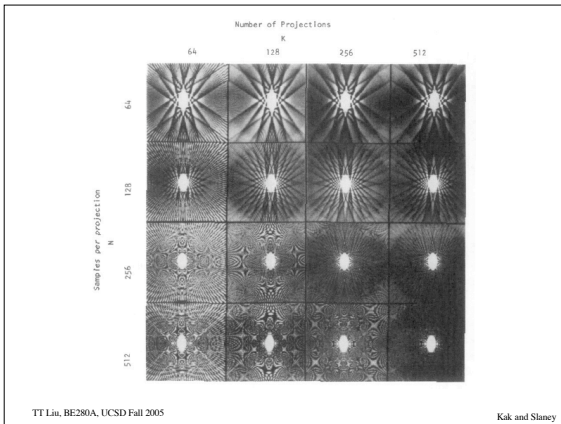 Number of Projections
K
64 128 256 512
64
128
256
512
Samples per projection
N
TT Liu, BE280A, UCSD Fall 2005
Kak and Slaney